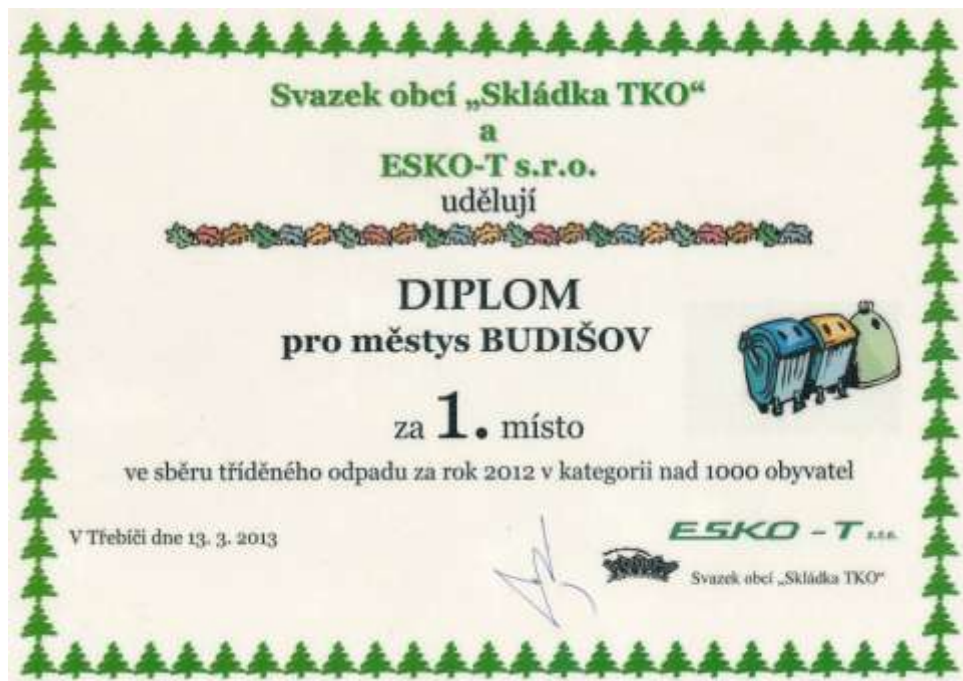 Svazek obcí „Skládka TKO“
a
ESKO-T s.r.o.
udělují
DIPLOM
pro městys BUDIŠOV
za 1. místo
ve sběru tříděného odpadu za rok 2012 v kategorii nad 1000 obyvatel
V Třebíči dne 13. 3. 2013
ESKO - T s.r.o.
Svazek obcí „Skládka TKO“